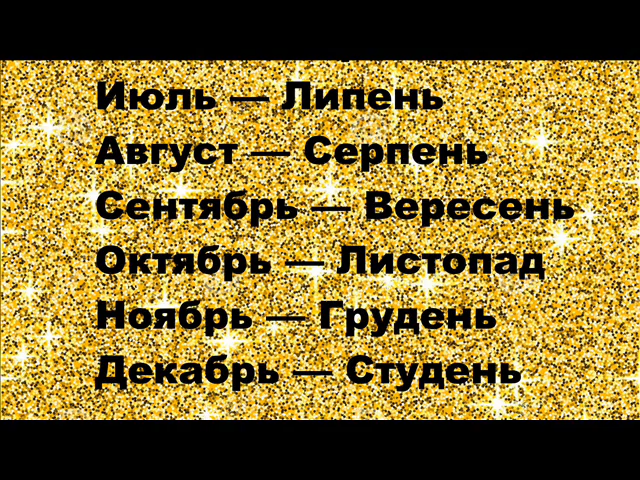 Июль — Липень
Август — Серпень
Сентябрь — Вересень
Октябрь — Листопад
Ноябрь — Грудень
Декабрь — Студень